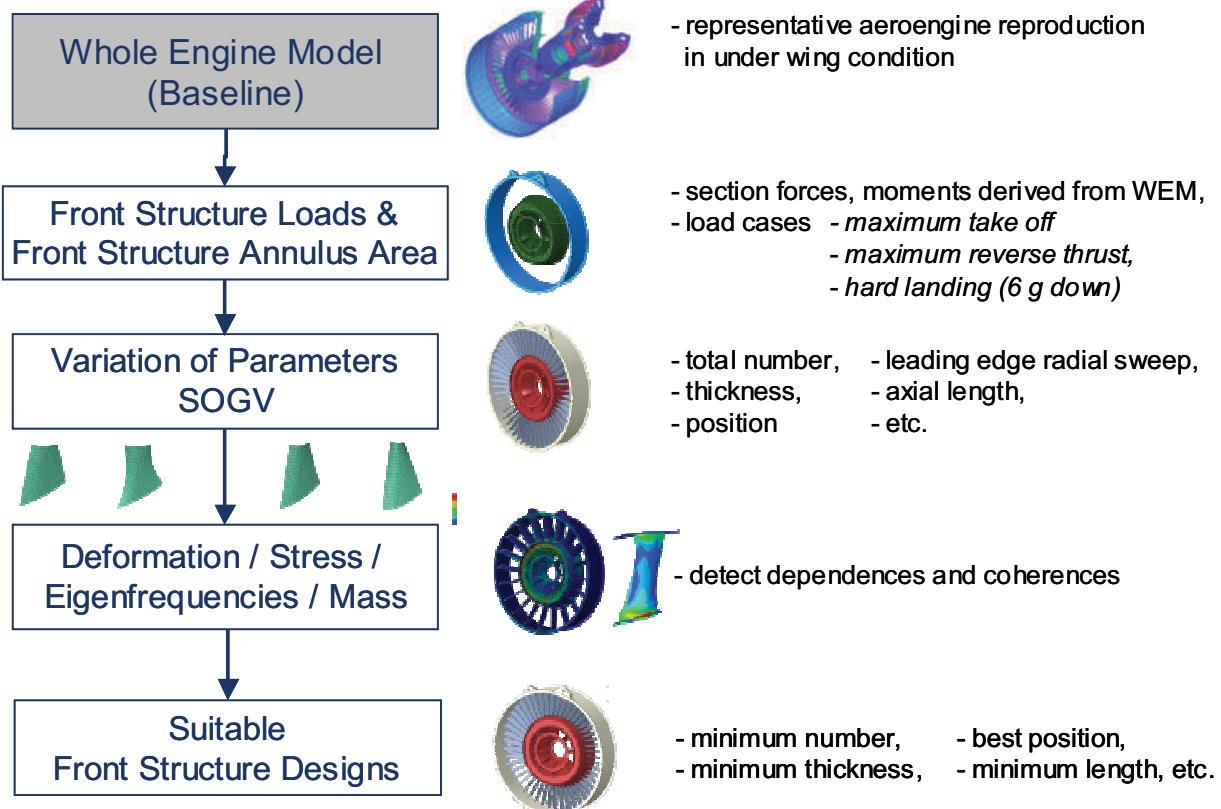 Whole Engine Model
(Baseline)
- representative aeroengine reproduction
in under wing condition
Front Structure Loads &
Front Structure Annulus Area
- section forces, moments derived from WEM,
- load cases - maximum take off
- maximum reverse thrust,
- hard landing (6 g down)
Variation of Parameters
SOGV
- total number, - leading edge radial sweep,
- thickness, - axial length,
- position - etc.
Deformation / Stress /
Eigenfrequencies / Mass
- detect dependences and coherences
Suitable
Front Structure Designs
- minimum number, - best position,
- minimum thickness, - minimum length, etc.